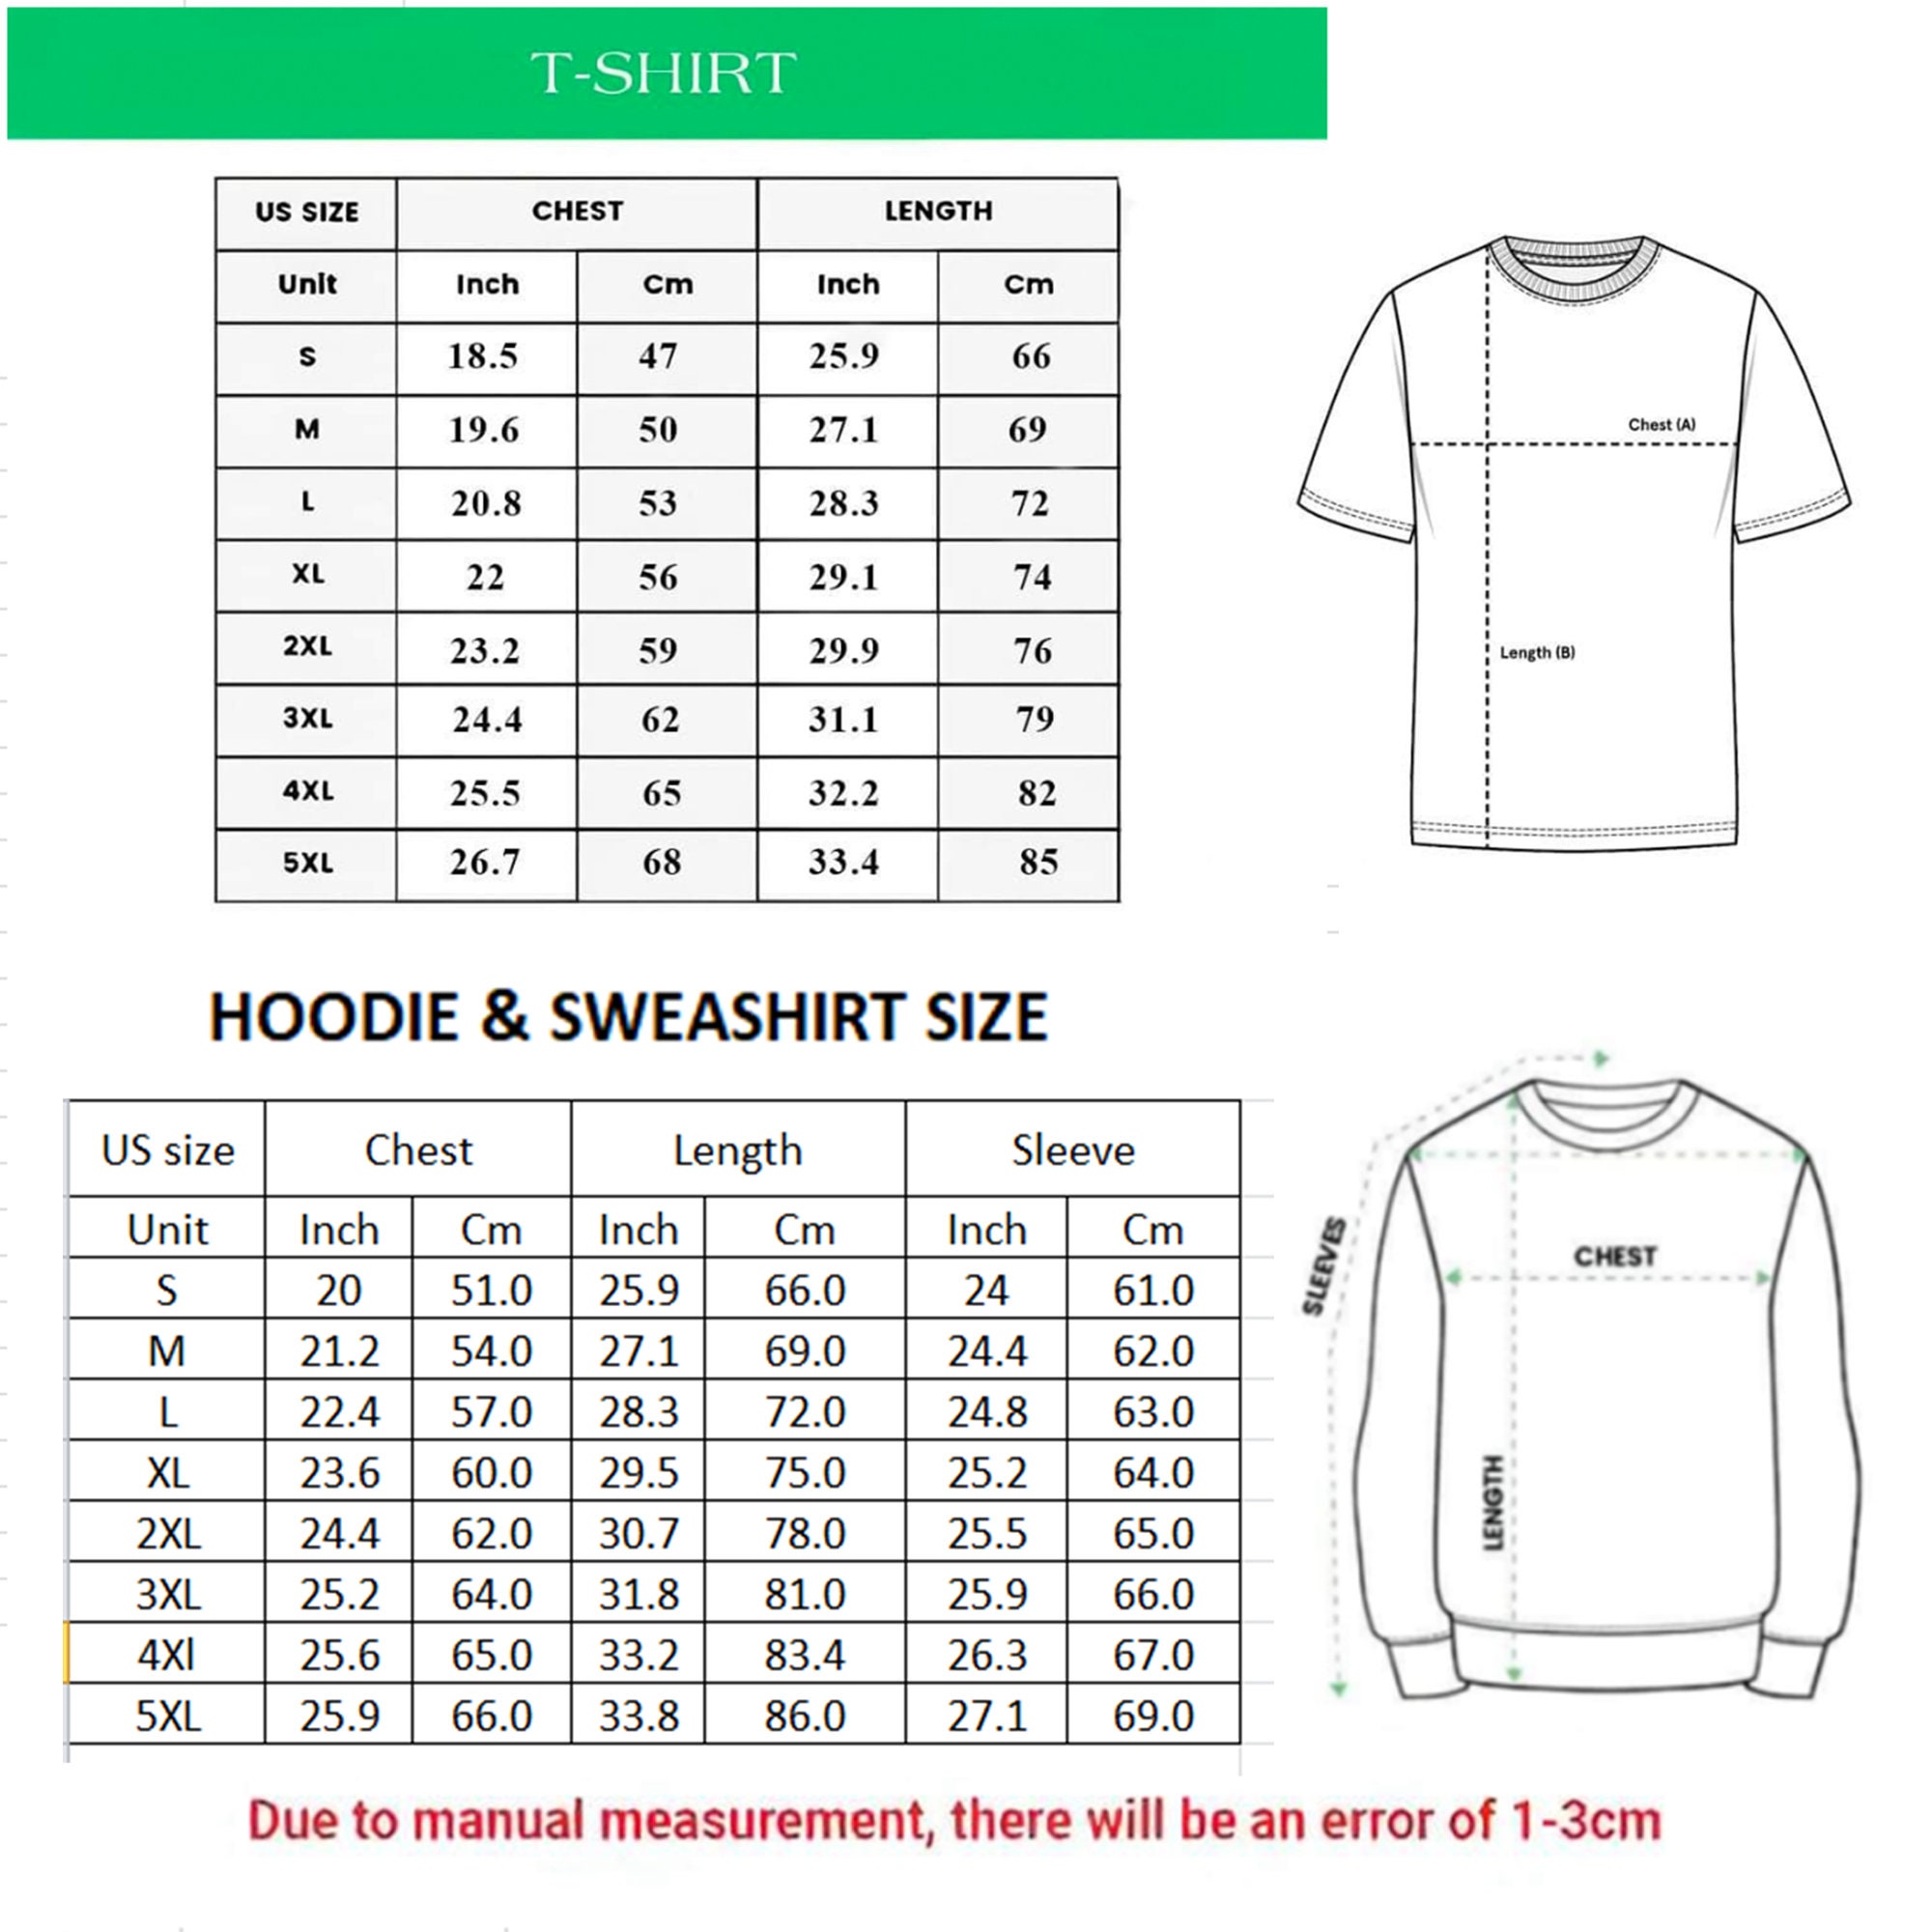 T-SHIRT
US SIZE CHEST LENGTH
Unit Inch Cm Inch Cm
S 18.5 47 25.9 66
M 19.6 50 27.1 69
L 20.8 53 28.3 72
XL 22 56 29.1 74
2XL 23.2 59 29.9 76
3XL 24.4 62 31.1 79
4XL 25.5 65 32.2 82
5XL 26.7 68 33.4 85
Chest (A)
Length (B)
HOODIE & SWEASHIRT SIZE
US size Chest Length Sleeve
Unit Inch Cm Inch Cm Inch Cm
S 20 51.0 25.9 66.0 24 61.0
M 21.2 54.0 27.1 69.0 24.4 62.0
L 22.4 57.0 28.3 72.0 24.8 63.0
XL 23.6 60.0 29.5 75.0 25.2 64.0
2XL 24.4 62.0 30.7 78.0 25.5 65.0
3XL 25.2 64.0 31.8 81.0 25.9 66.0
4Xl 25.6 65.0 33.2 83.4 26.3 67.0
5XL 25.9 66.0 33.8 86.0 27.1 69.0
SLEEVES
CHEST
LENGTH
Due to manual measurement, there will be an error of 1-3cm